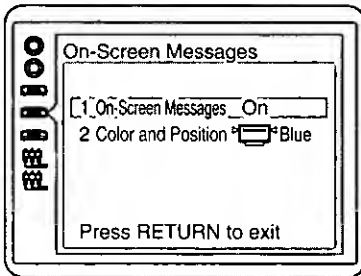 On-Screen Messages
1 On-Screen Messages On
2 Color and Position Blue
Press RETURN to exit